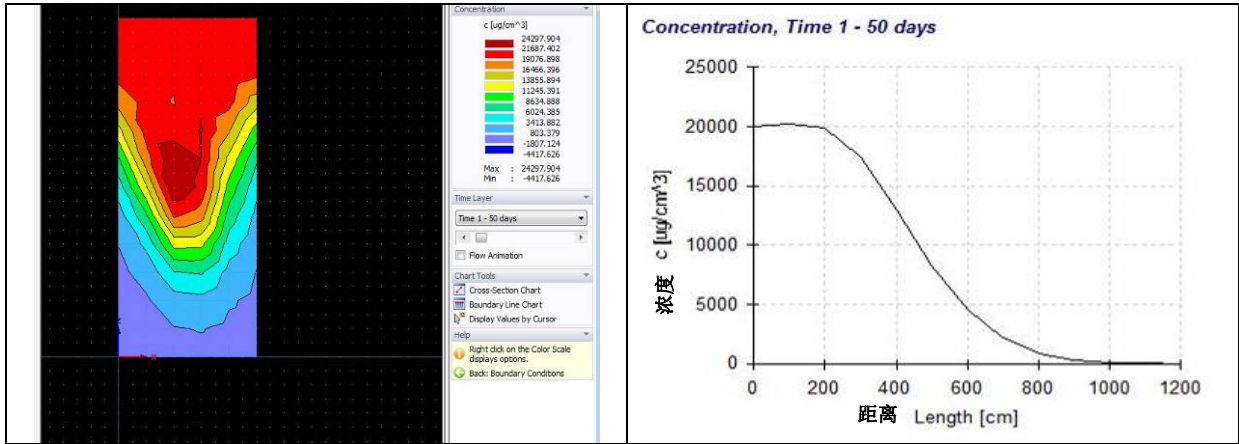 Concentration
c [ug/cm^3]
24297.904
21687.402
19076.898
16466.396
13855.894
11245.391
8634.888
6024.385
3413.882
803.379
-1807.124
-4417.626
Max : 24297.904
Min : -4417.626
Time Layer
Time 1 - 50 days
Flow Animation
Chart Tools
Cross-Section Chart
Boundary Line Chart
Display Values by Cursor
Help
Right click on the Color Scale
displays options.
Back: Boundary Conditions
Concentration, Time 1 - 50 days
25000
20000
15000
10000
5000
0
浓度 c [ug/cm^3]
0 200 400 600 800 1000 1200
距离 Length [cm]